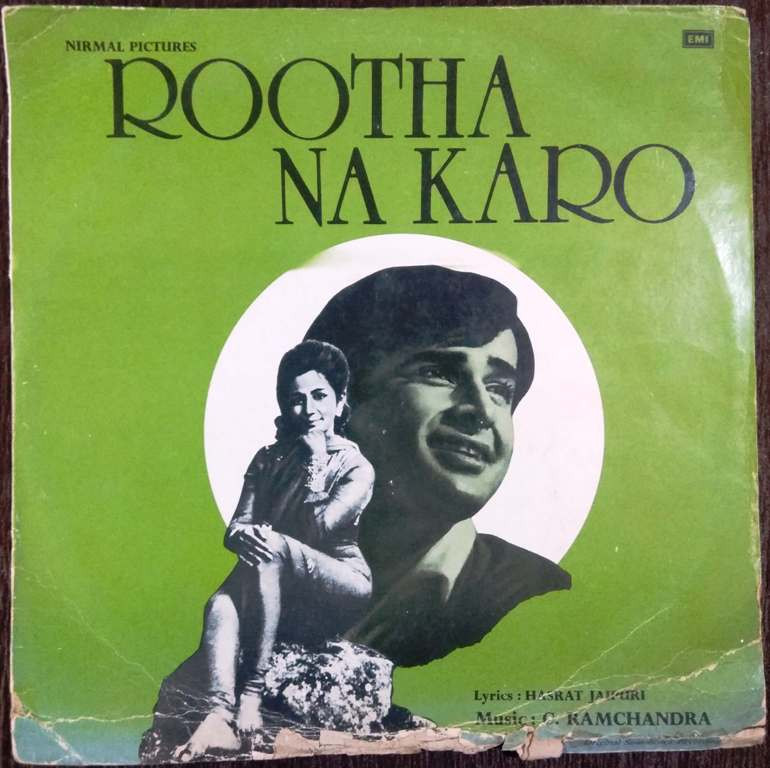 NIRMAL PICTURES
EMI
ROOTHA
NA KARO
Lyrics : HASRAT JAIPURI
Music : C. RAMCHANDRA